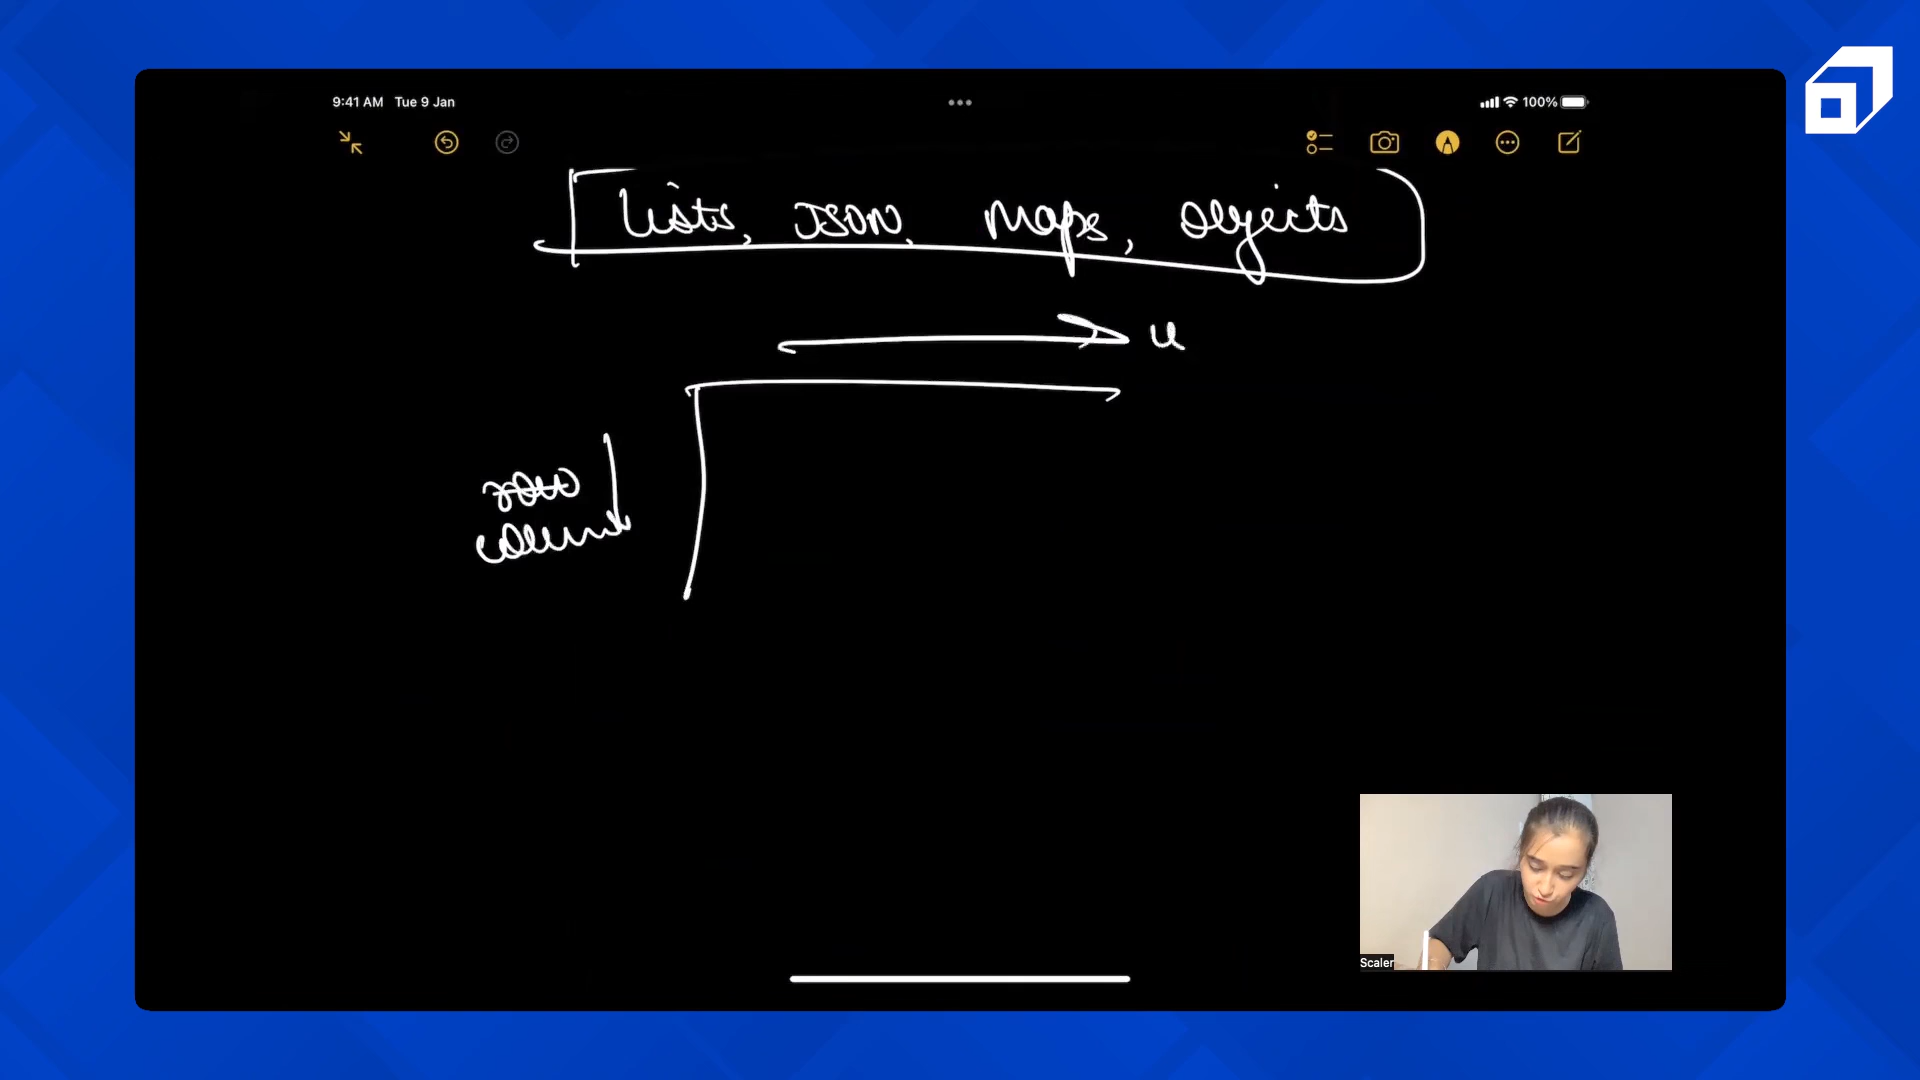 9:41 AM Tue 9 Jan
100%
Lists, JSON, Maps, objects
u
row
column
Scaler